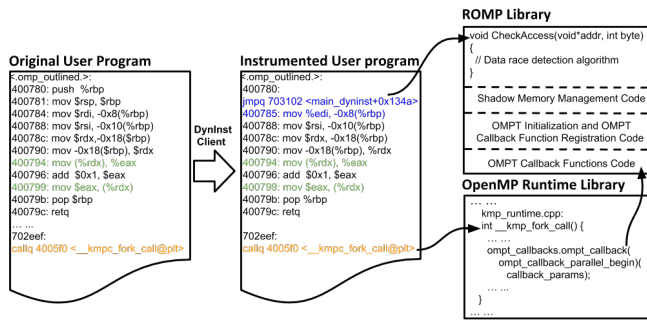 Original User Program
<.omp_outlined.>:
400780: push %rbp
400781: mov $rsp, $rbp
400784: mov $rdi, -0x8(%rbp)
400788: mov $rsi, -0x10(%rbp)
40078c: mov $rdx,-0x18($rbp)
400790: mov -0x18($rbp), $rdx
400794: mov (%rdx), %eax
400796: add $0x1, $eax
400799: mov $eax, (%rdx)
40079b: pop $rbp
40079c: retq
... ...
702eef:
callq 4005f0 <__kmpc_fork_call@plt>
DynInst
Client
Instrumented User program
<.omp_outlined.>:
400780:
jmpq 703102 <main_dyninst+0x134a>
400785: mov %edi, -0x8(%rbp)
400788: mov $rsi, -0x10(%rbp)
40078c: mov $rdx, -0x18(%rbp)
400790: mov -0x18(%rbp), %rdx
400794: mov (%rdx), %eax
400796: add $0x1, $eax
400799: mov $eax, (%rdx)
40079b: pop %rbp
40079c: retq
702eef:
callq 4005f0 <__kmpc_fork_call@plt>
ROMP Library
void CheckAccess(void*addr, int byte)
{
// Data race detection algorithm
}
Shadow Memory Management Code
OMPT Initialization and OMPT
Callback Function Registration Code
OMPT Callback Functions Code
OpenMP Runtime Library
... ...
kmp_runtime.cpp:
int __kmp_fork_call() {
... ...
ompt_callbacks.ompt_callback(
ompt_callback_parallel_begin)(
callback_params);
... ...
}
... ...